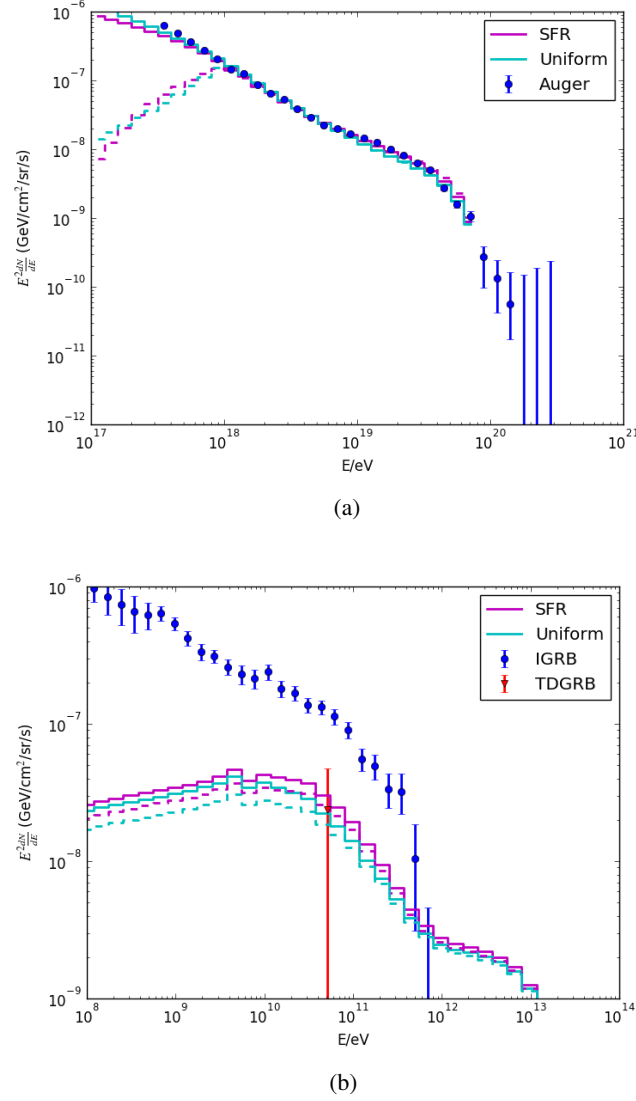 10⁻⁶
SFR
Uniform
Auger
10⁻⁷
10⁻⁸
10⁻⁹
10⁻¹⁰
10⁻¹¹
10⁻¹²
E² dN/dE (GeV/cm²/sr/s)
10¹⁷ 10¹⁸ 10¹⁹ 10²⁰ 10²¹
E/eV
(a)
10⁻⁶
SFR
Uniform
IGRB
TDGRB
10⁻⁷
10⁻⁸
10⁻⁹
E² dN/dE (GeV/cm²/sr/s)
10⁸ 10⁹ 10¹⁰ 10¹¹ 10¹² 10¹³ 10¹⁴
E/eV
(b)